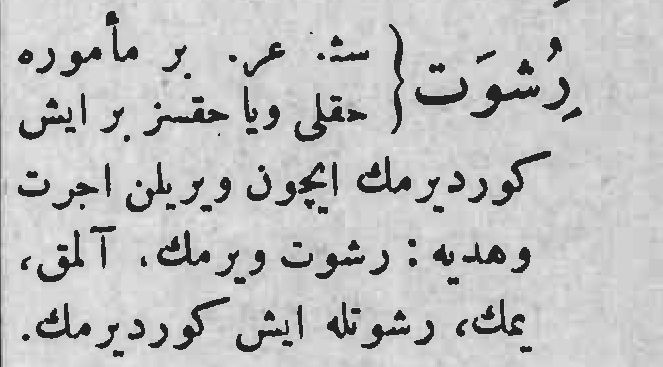 رُِشوَت { سث. عر. بر مأموره
حقلی ویا حقسز بر ایش
کوردیرمك ایچون ویریلن اجرت
وهدیه : رشوت ویرمك، آلمق،
یمك، رشوتله ایش کوردیرمك.